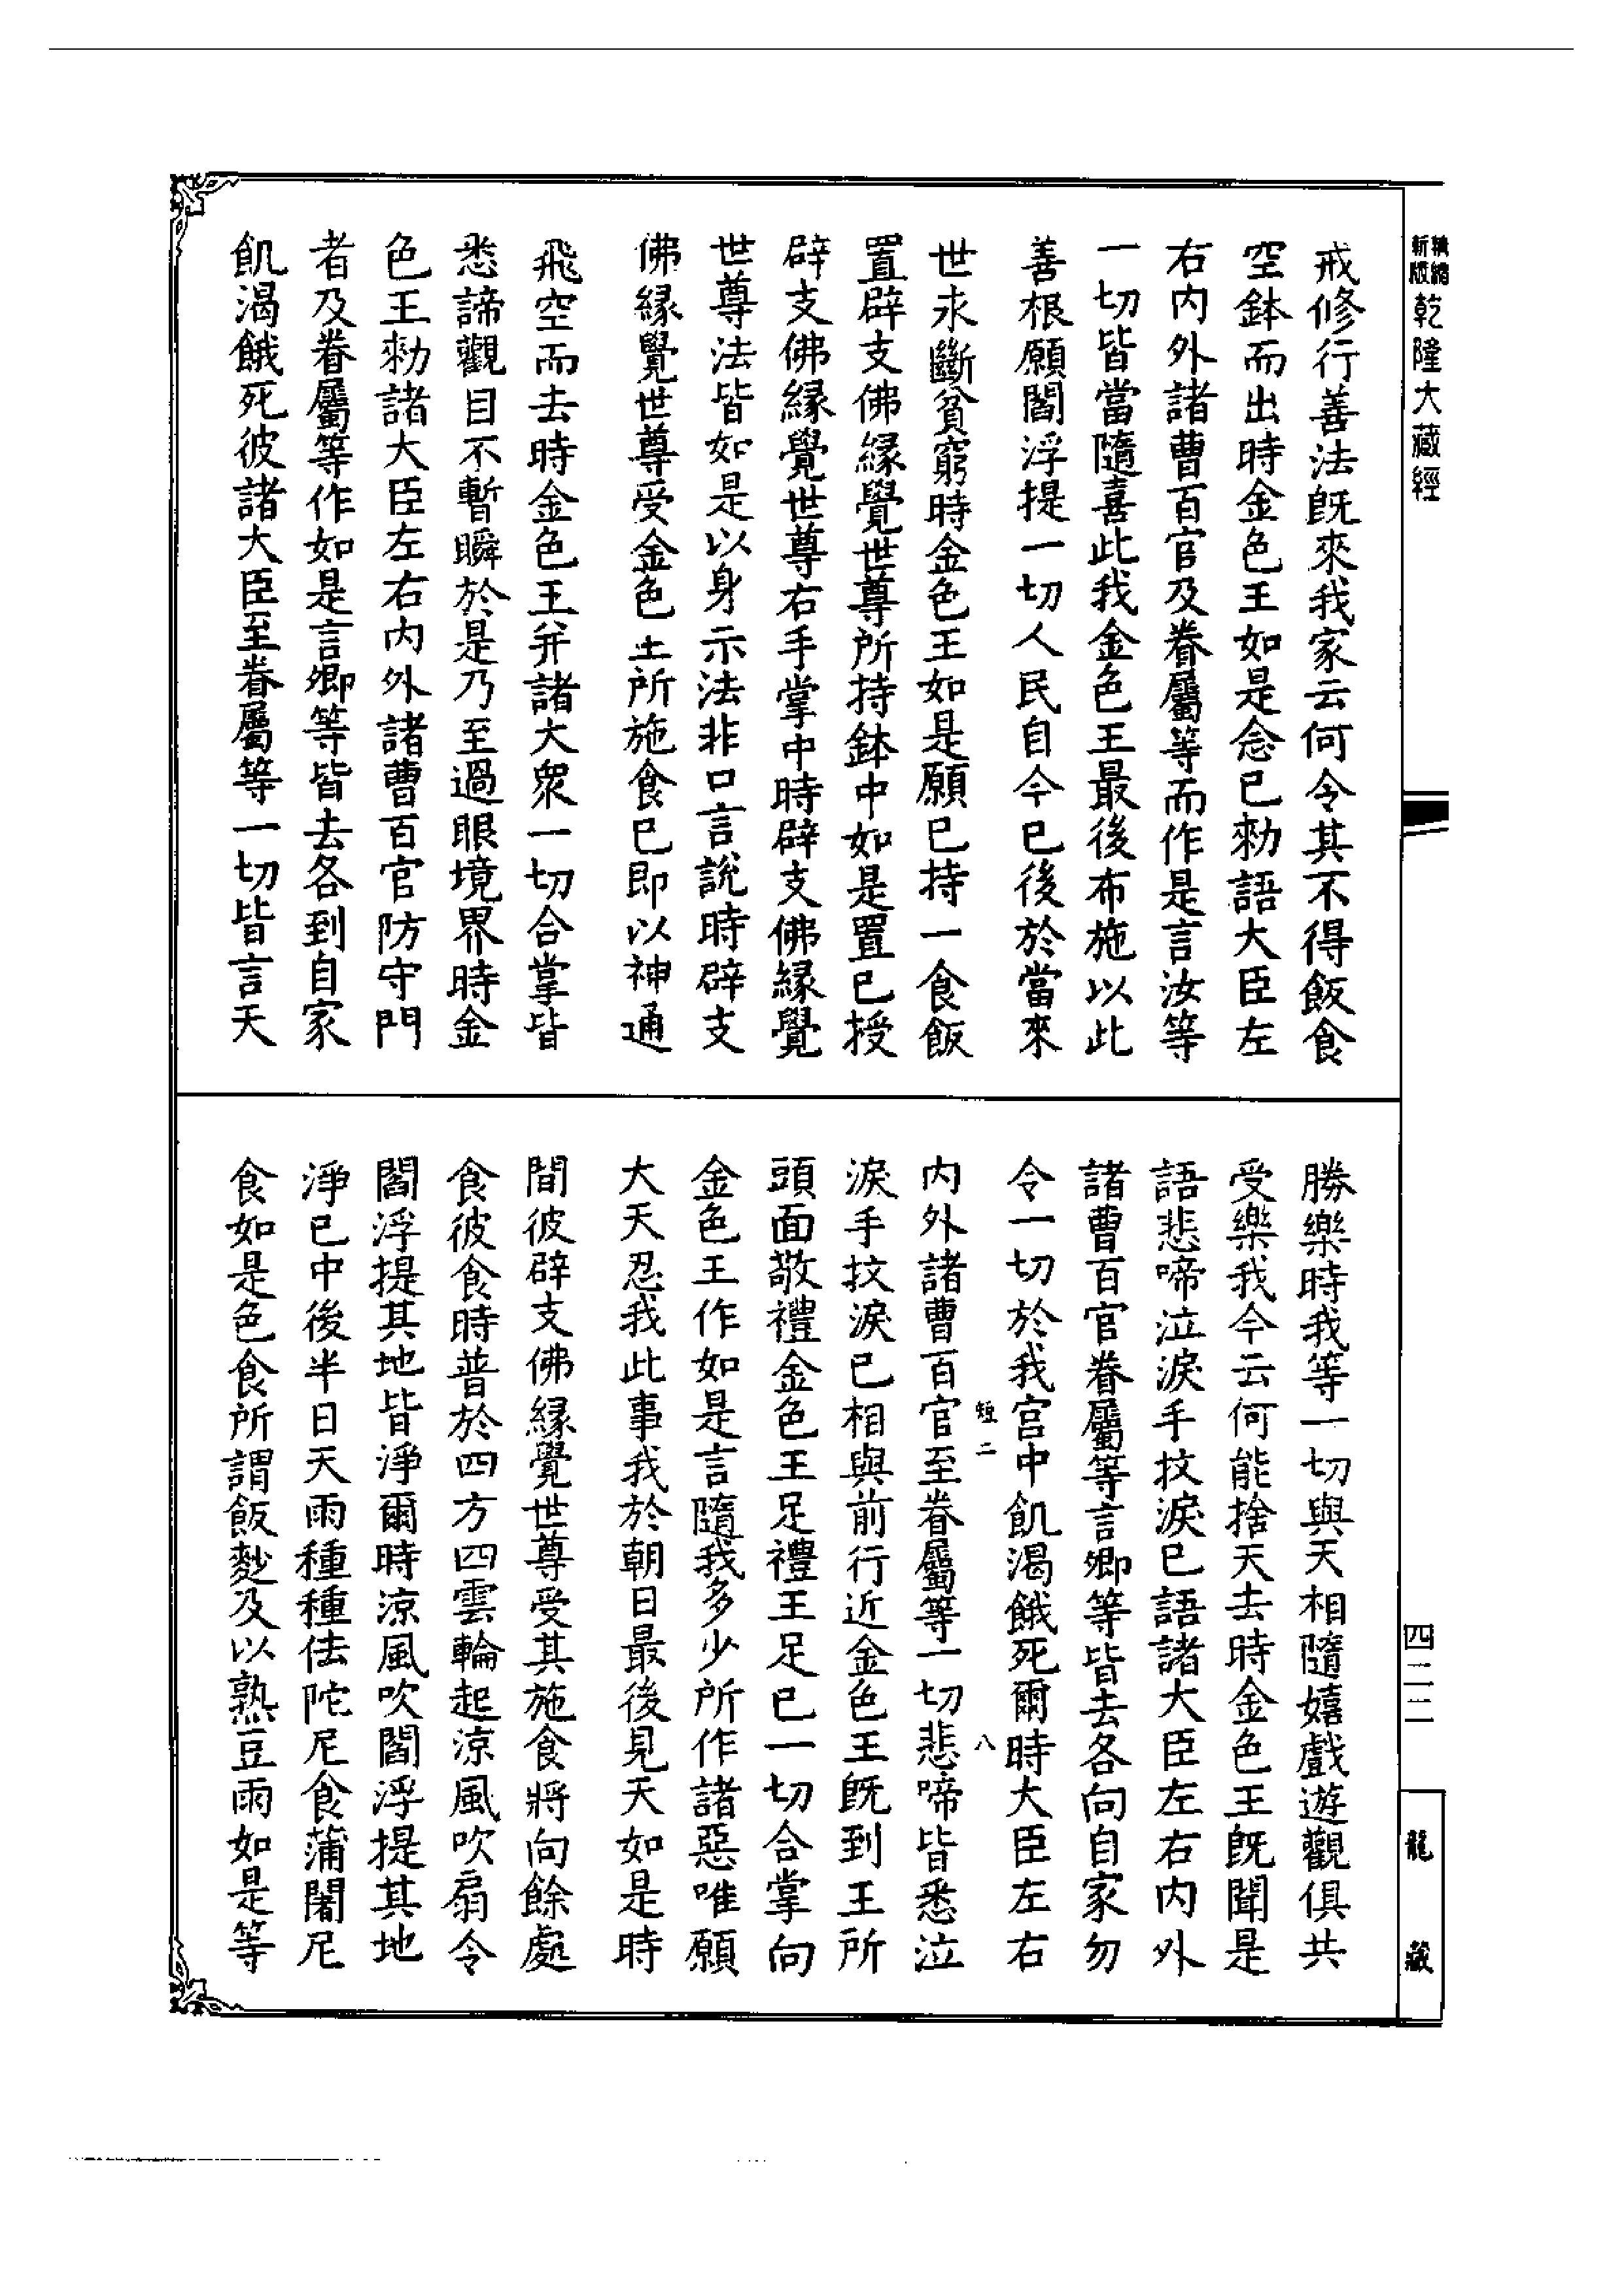 精縮新版乾隆大藏經
戒修行善法旣來我家云何令其不得飯食
空鉢而出時金色王如是念已勑語大臣左
右内外諸曹百官及眷屬等而作是言汝等
一切皆當隨喜此我金色王最後布施以此
善根願閻浮提一切人民自今已後於當來
世永斷貧窮時金色王如是願已持一食飯
置辟支佛緣覺世尊所持鉢中如是置已授
辟支佛緣覺世尊右手掌中時辟支佛緣覺
世尊法皆如是以身示法非口言說時辟支
佛緣覺世尊受金色王所施食已即以神通
飛空而去時金色王并諸大衆一切合掌皆
悉諦觀目不暫瞬於是乃至過眼境界時金
色王勑諸大臣左右内外諸曹百官防守門
者及眷屬等作如是言卿等皆去各到自家
飢渴餓死彼諸大臣至眷屬等一切皆言天
勝樂時我等一切與天相隨嬉戲遊觀俱共
受樂我今云何能捨天去時金色王旣聞是
語悲啼泣淚手抆淚已語諸大臣左右内外
諸曹百官眷屬等言卿等皆去各向自家勿
令一切於我宮中飢渴餓死爾時大臣左右
内外諸曹百官至眷屬等一切悲啼皆悉泣
淚手抆淚已相與前行近金色王旣到王所
頭面敬禮金色王足禮王足已一切合掌向
金色王作如是言隨我多少所作諸惡唯願
大天忍我此事我於朝日最後見天如是時
間彼辟支佛緣覺世尊受其施食將向餘處
食彼食時普於四方四雲輪起涼風吹扇令
閻浮提其地皆淨爾時涼風吹閻浮提其地
淨已中後半日天雨種種佉陀尼食蒲闍尼
食如是色食所謂飯麨及以熟豆雨如是等
短二
八
四二二
龍藏